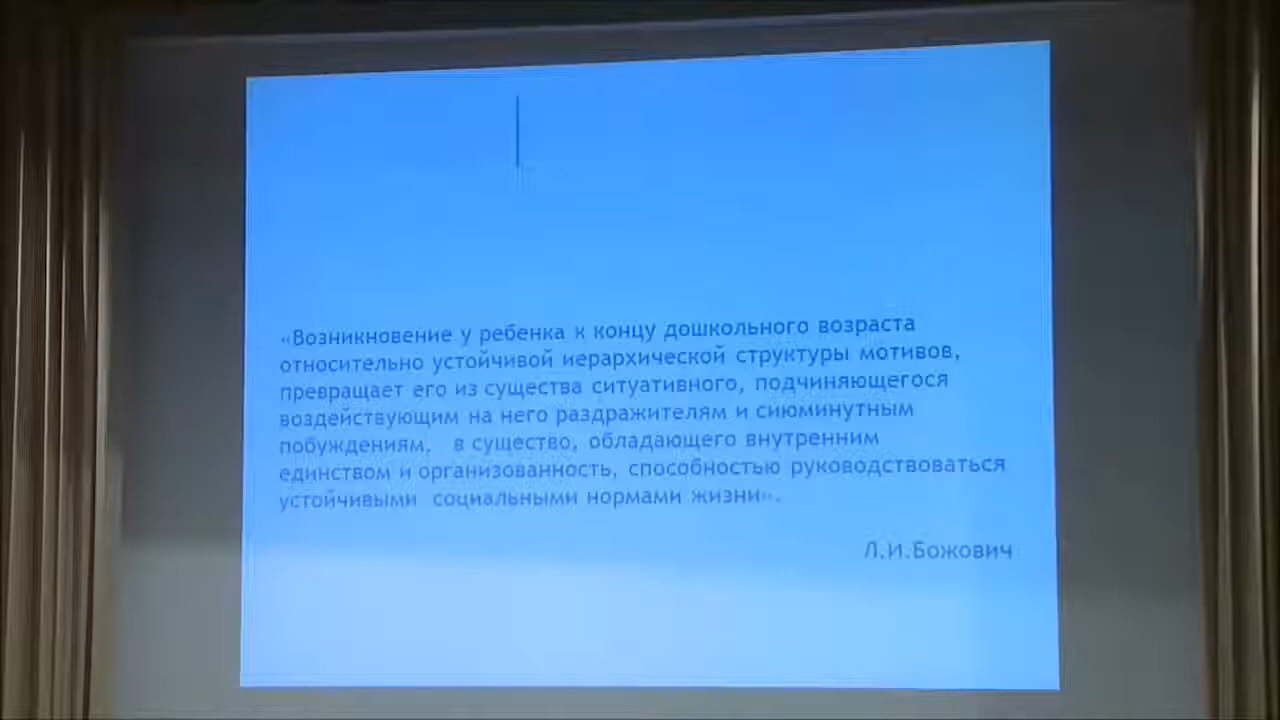 «Возникновение у ребенка к концу дошкольного возраста
относительно устойчивой иерархической структуры мотивов,
превращает его из существа ситуативного, подчиняющегося
воздействующим на него раздражителям и сиюминутным
побуждениям, в существо, обладающего внутренним
единством и организованность, способностью руководствоваться
устойчивыми социальными нормами жизни».
Л.И.Божович